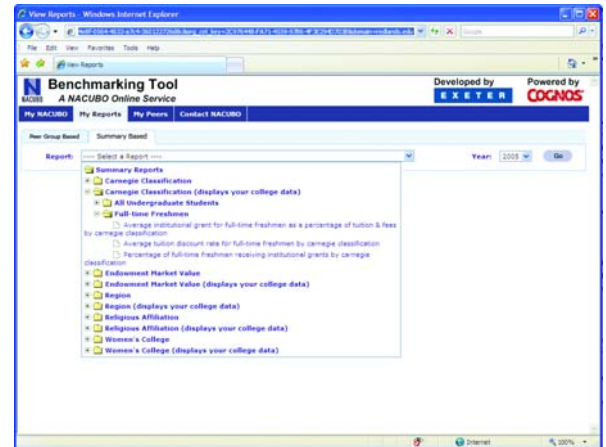 View Reports - Windows Internet Explorer
Google
File Edit View Favorites Tools Help
View Reports
NACUBO
Benchmarking Tool
A NACUBO Online Service
Developed by
EXETER
Powered by
COGNOS
My NACUBO My Reports My Peers Contact NACUBO
Peer Group Based Summary Based
Report: ---- Select a Report ---- Year: 2005 Go
Summary Reports
Carnegie Classification
Carnegie Classification (displays your college data)
All Undergraduate Students
Full-time Freshmen
Average institutional grant for full-time freshmen as a percentage of tuition & fees
by carnegie classification
Average tuition discount rate for full-time freshmen by carnegie classification
Percentage of full-time freshmen receiving institutional grants by carnegie
classification
Endowment Market Value
Endowment Market Value (displays your college data)
Region
Region (displays your college data)
Religious Affiliation
Religious Affiliation (displays your college data)
Women's College
Women's College (displays your college data)
Internet 100%